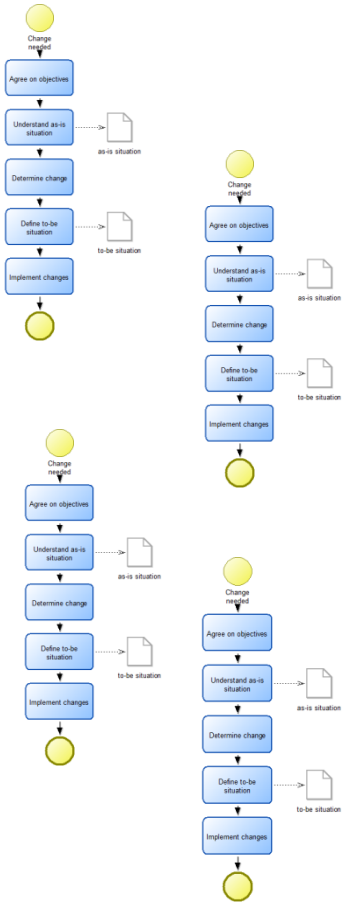 Change
needed
Agree on objectives
Understand as-is
situation
as-is situation
Determine change
Define to-be
situation
to-be situation
Implement changes
Change
needed
Agree on objectives
Understand as-is
situation
as-is situation
Determine change
Define to-be
situation
to-be situation
Implement changes
Change
needed
Agree on objectives
Understand as-is
situation
as-is situation
Determine change
Define to-be
situation
to-be situation
Implement changes
Change
needed
Agree on objectives
Understand as-is
situation
as-is situation
Determine change
Define to-be
situation
to-be situation
Implement changes